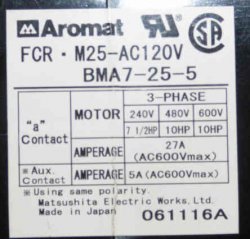 Aromat
FCR · M25-AC120V
BMA7-25-5
3-PHASE
MOTOR 240V 480V 600V
7 1/2HP 10HP 10HP
"a" Contact
AMPERAGE 27A (AC600Vmax)
*Aux. Contact AMPERAGE 5A(AC600Vmax)
*Using same polarity.
Matsushita Electric Works, Ltd.
Made in Japan 061116A